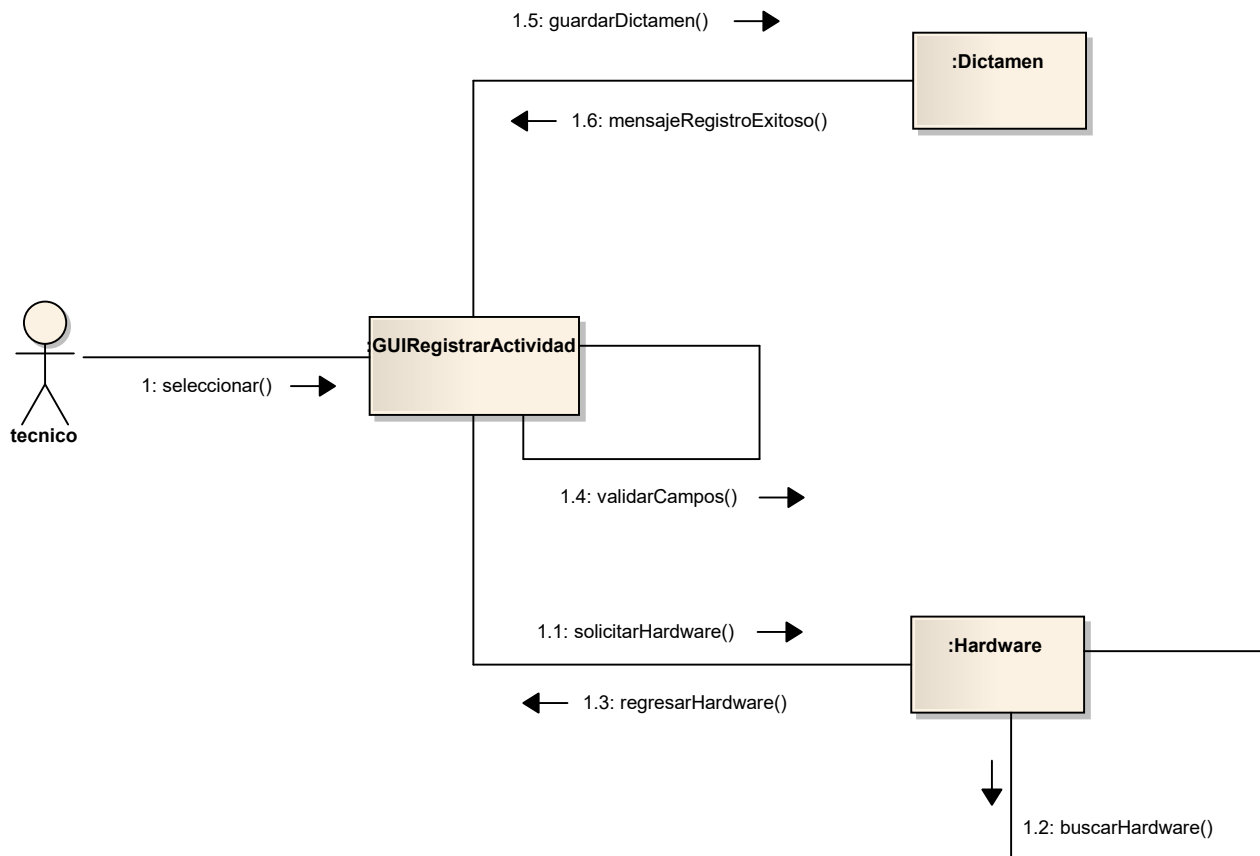 1.5: guardarDictamen()
:Dictamen
1.6: mensajeRegistroExitoso()
:GUIRegistrarActividad
1: seleccionar()
tecnico
1.4: validarCampos()
1.1: solicitarHardware()
:Hardware
1.3: regresarHardware()
1.2: buscarHardware()